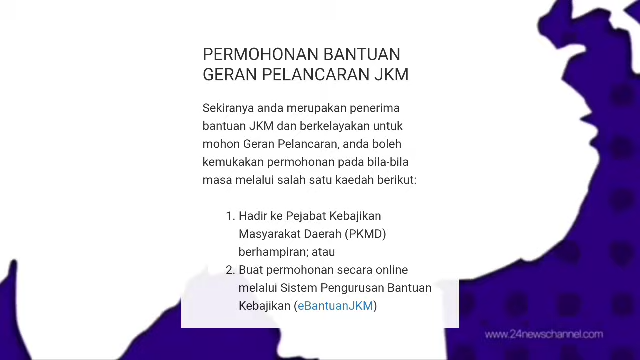 PERMOHONAN BANTUAN
GERAN PELANCARAN JKM
Sekiranya anda merupakan penerima
bantuan JKM dan berkelayakan untuk
mohon Geran Pelancaran, anda boleh
kemukakan permohonan pada bila-bila
masa melalui salah satu kaedah berikut:
1. Hadir ke Pejabat Kebajikan
Masyarakat Daerah (PKMD)
berhampiran; atau
2. Buat permohonan secara online
melalui Sistem Pengurusan Bantuan
Kebajikan (eBantuanJKM)
www.24newschannel.com